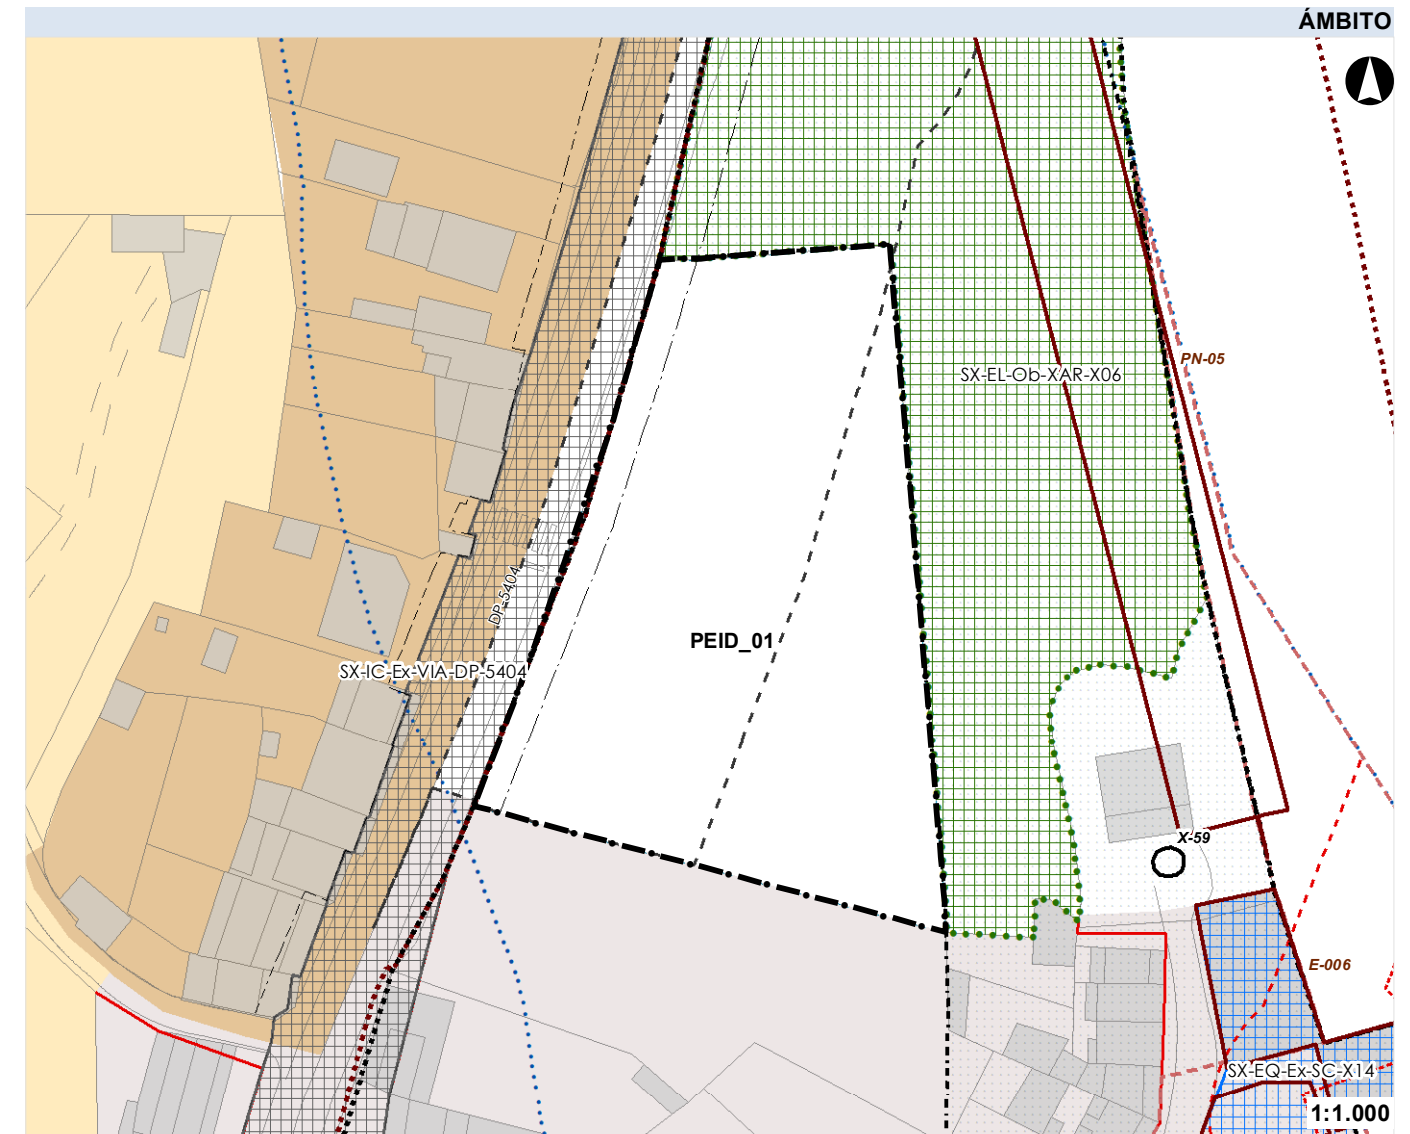 ÁMBITO
PN-05
SX-EL-Ob-XAR-X06
DP-5404
PEID_01
SX-IC-Ex-VIA-DP-5404
X-59
E-006
SX-EQ-Ex-SC-X14
1:1.000